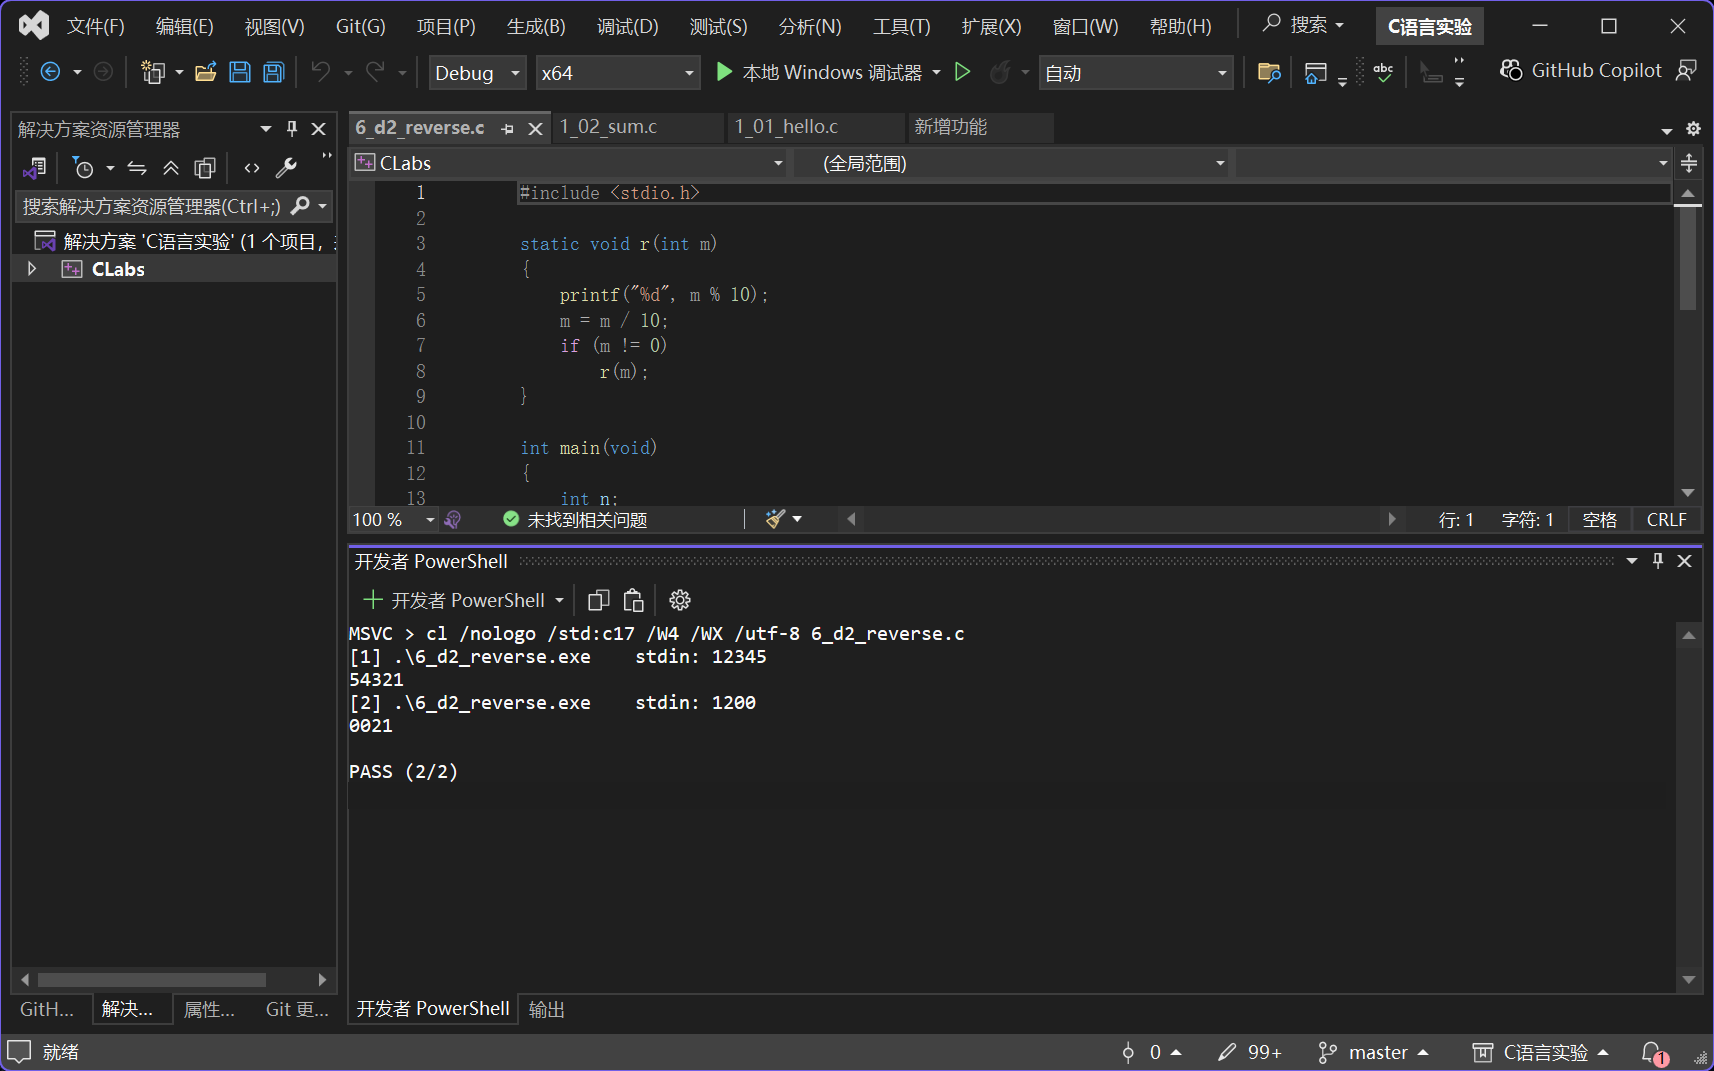 文件(F) 编辑(E) 视图(V) Git(G) 项目(P) 生成(B) 调试(D) 测试(S) 分析(N) 工具(T) 扩展(X) 窗口(W) 帮助(H) 搜索 C语言实验
Debug x64 本地 Windows 调试器 自动 GitHub Copilot
解决方案资源管理器
搜索解决方案资源管理器(Ctrl+;)
解决方案 'C语言实验' (1 个项目,
CLabs
6_d2_reverse.c 1_02_sum.c 1_01_hello.c 新增功能
CLabs (全局范围)
1 #include <stdio.h>
2
3 static void r(int m)
4 {
5 printf("%d", m % 10);
6 m = m / 10;
7 if (m != 0)
8 r(m);
9 }
10
11 int main(void)
12 {
13 int n;
100 % 未找到相关问题 行: 1 字符: 1 空格 CRLF
开发者 PowerShell
开发者 PowerShell
MSVC > cl /nologo /std:c17 /W4 /WX /utf-8 6_d2_reverse.c
[1] .\6_d2_reverse.exe stdin: 12345
54321
[2] .\6_d2_reverse.exe stdin: 1200
0021
PASS (2/2)
GitH... 解决... 属性... Git 更...
开发者 PowerShell 输出
就绪 0 99+ master C语言实验 1